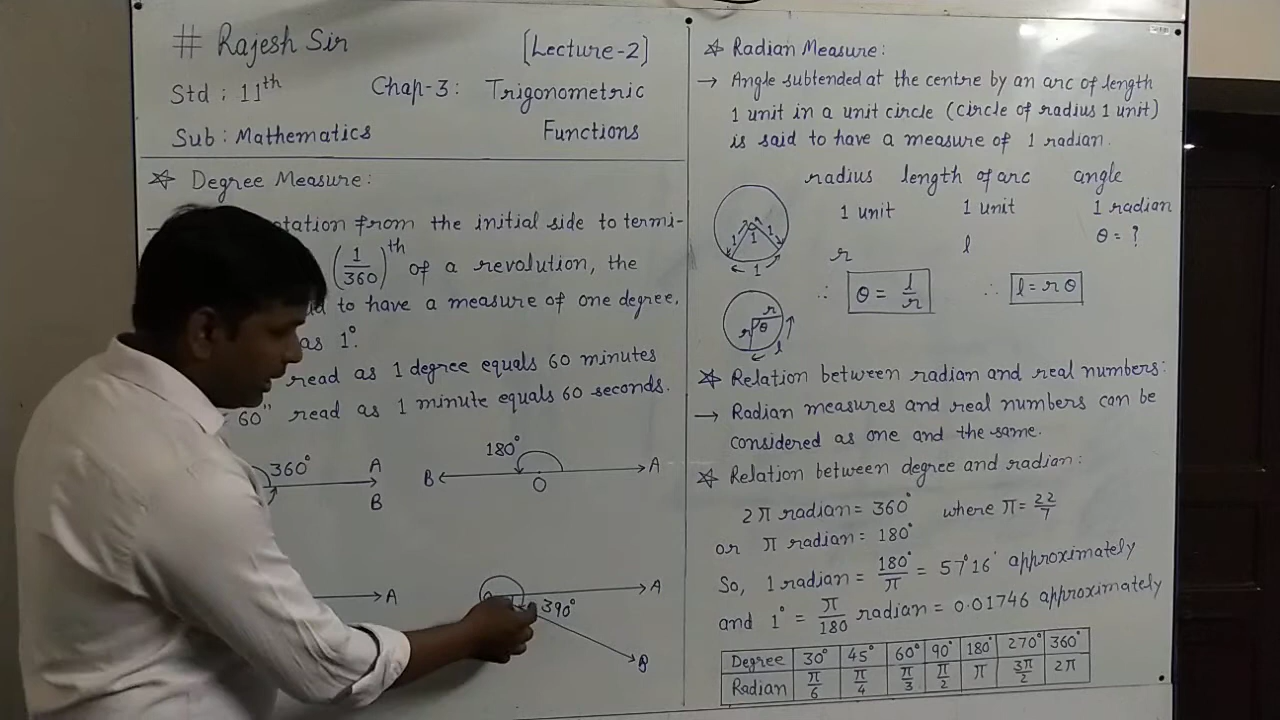 # Rajesh Sir
[Lecture-2]
Std : 11th
Chap-3 : Trigonometric
Sub : Mathematics
Functions
☆ Degree Measure :
from the initial side to termi-
(1/360)th of a revolution, the
to have a measure of one degree,
as 1°.
read as 1 degree equals 60 minutes
60'' read as 1 minute equals 60 seconds.
360° A
B
180°
B O A
A
390° A
B
☆ Radian Measure :
→ Angle subtended at the centre by an arc of length
1 unit in a unit circle (circle of radius 1 unit)
is said to have a measure of 1 radian.
radius length of arc angle
1 unit 1 unit 1 radian
r l θ = ?
∴ θ = l/r ∴ l = r θ
1 1 1
1
r
r θ
l
☆ Relation between radian and real numbers :
→ Radian measures and real numbers can be
considered as one and the same.
☆ Relation between degree and radian :
2π radian = 360° where π = 22/7
or π radian = 180°
So, 1 radian = 180°/π = 57°16' approximately
and 1° = π/180 radian = 0.01746 approximately
Degree 30° 45° 60° 90° 180° 270° 360°
Radian π/6 π/4 π/3 π/2 π 3π/2 2π